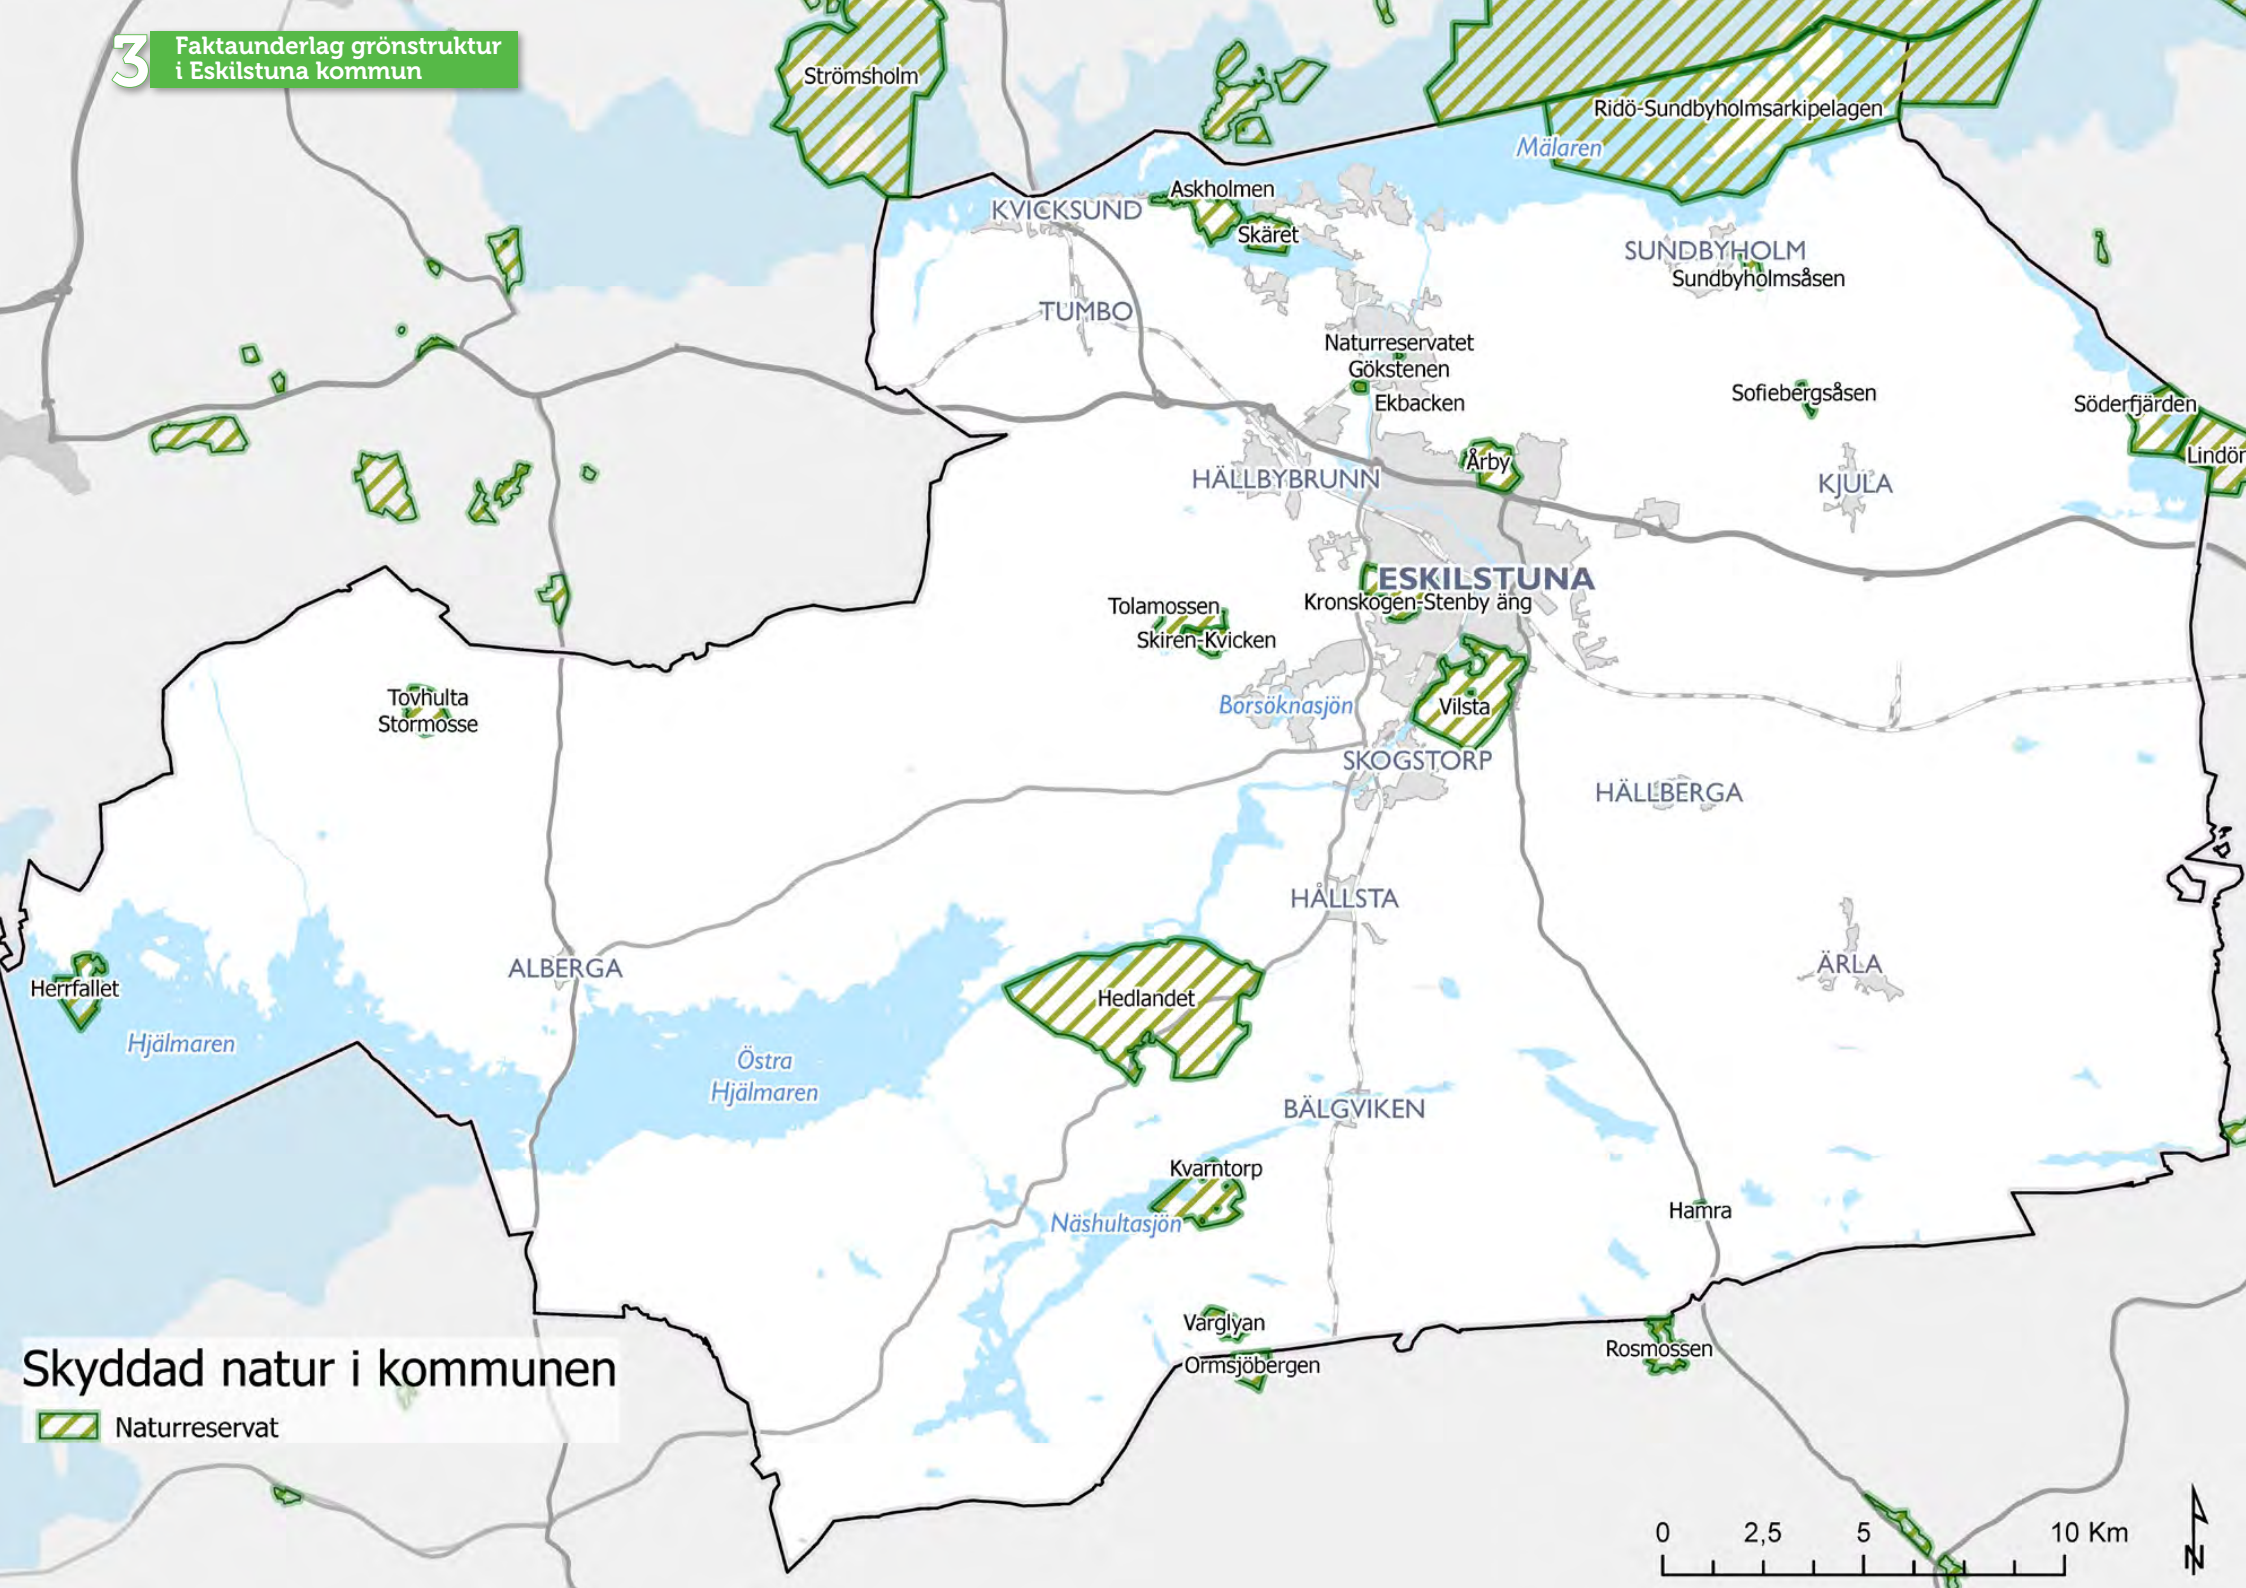 3
Faktaunderlag grönstruktur
i Eskilstuna kommun
Strömsholm
Ridö-Sundbyholmsarkipelagen
Mälaren
Askholmen
KVICKSUND
Skäret
SUNDBYHOLM
Sundbyholmsåsen
TUMBO
Naturreservatet
Gökstenen
Ekbacken
Sofiebergsåsen
Söderfjärden
Lindön
Årby
HÄLLBYBRUNN
KJULA
ESKILSTUNA
Kronskogen-Stenby äng
Tolamossen
Skiren-Kvicken
Tovhulta
Stormosse
Borsöknasjön
Vilsta
SKOGSTORP
HÄLLBERGA
HÅLLSTA
ALBERGA
ÄRLA
Herrfallet
Hedlandet
Hjälmaren
Östra
Hjälmaren
BÄLGVIKEN
Kvarntorp
Näshultasjön
Hamra
Varglyan
Ormsjöbergen
Rosmossen
Skyddad natur i kommunen
Naturreservat
0 2,5 5 10 Km
N